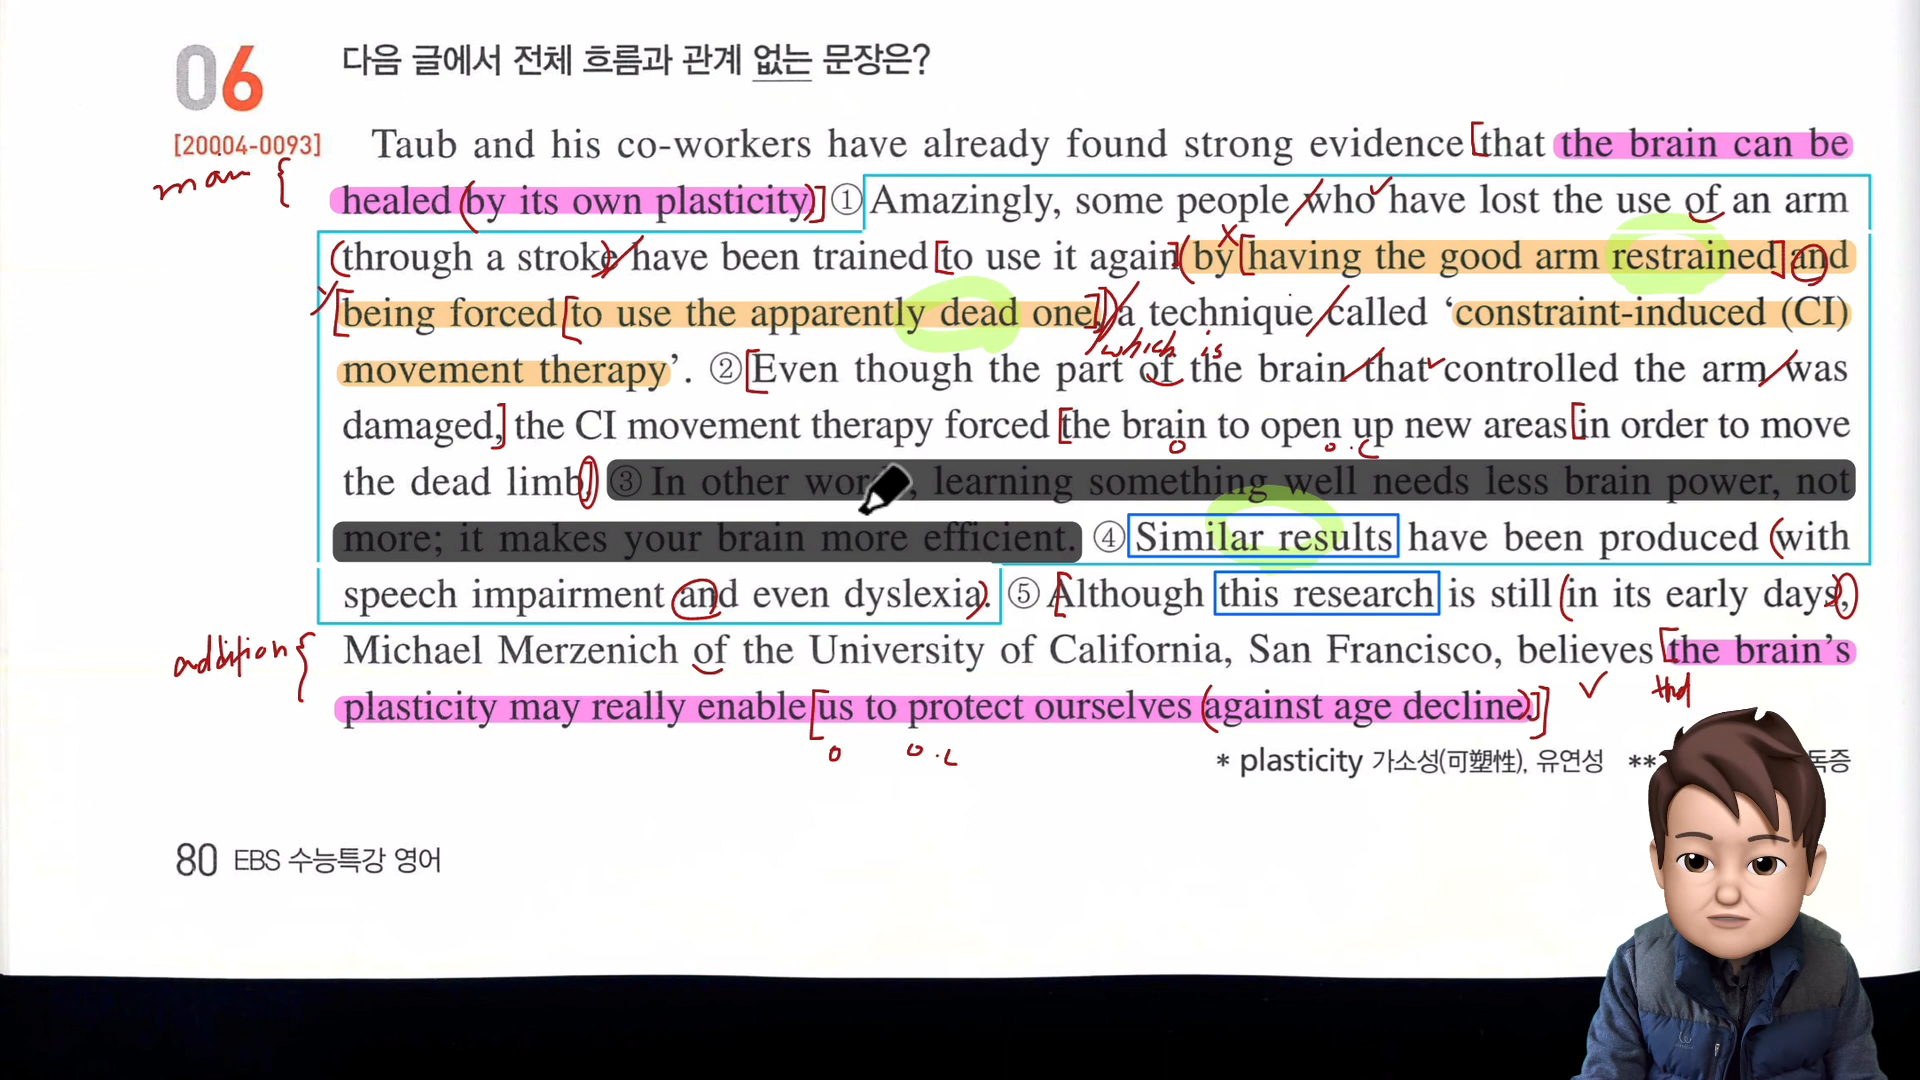 06 다음 글에서 전체 흐름과 관계 없는 문장은?
[20004-0093] Taub and his co-workers have already found strong evidence [that the brain can be
main { healed (by its own plasticity).] ① Amazingly, some people who have lost the use of an arm
(through a stroke) have been trained [to use it again (by [having the good arm restrained] and
[being forced [to use the apparently dead one,]) a technique called ‘constraint-induced (CI)
which is
movement therapy’. ② [Even though the part of the brain that controlled the arm was
damaged,] the CI movement therapy forced [the brain to open up new areas [in order to move
o o.c
the dead limb.] ③ In other words, learning something well needs less brain power, not
more; it makes your brain more efficient. ④ Similar results have been produced (with
speech impairment and even dyslexia). ⑤ [Although this research is still (in its early days),
addition { Michael Merzenich of the University of California, San Francisco, believes [the brain’s
that
plasticity may really enable [us to protect ourselves (against age decline).]]
o o.c
* plasticity 가소성(可塑性), 유연성 ** 독증
80 EBS 수능특강 영어